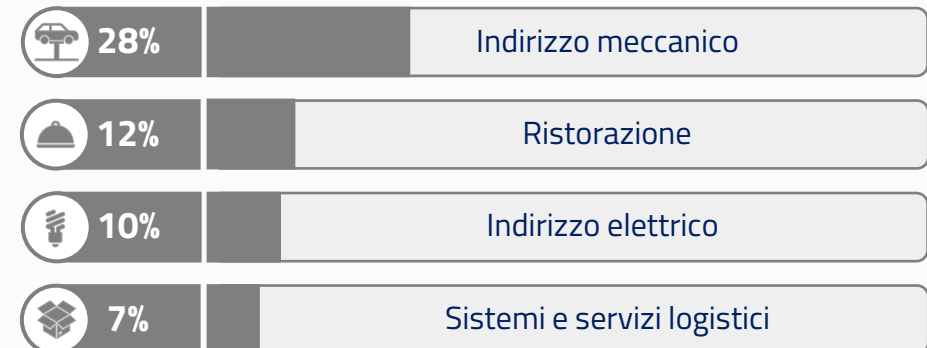 28% Indirizzo meccanico
12% Ristorazione
10% Indirizzo elettrico
7% Sistemi e servizi logistici